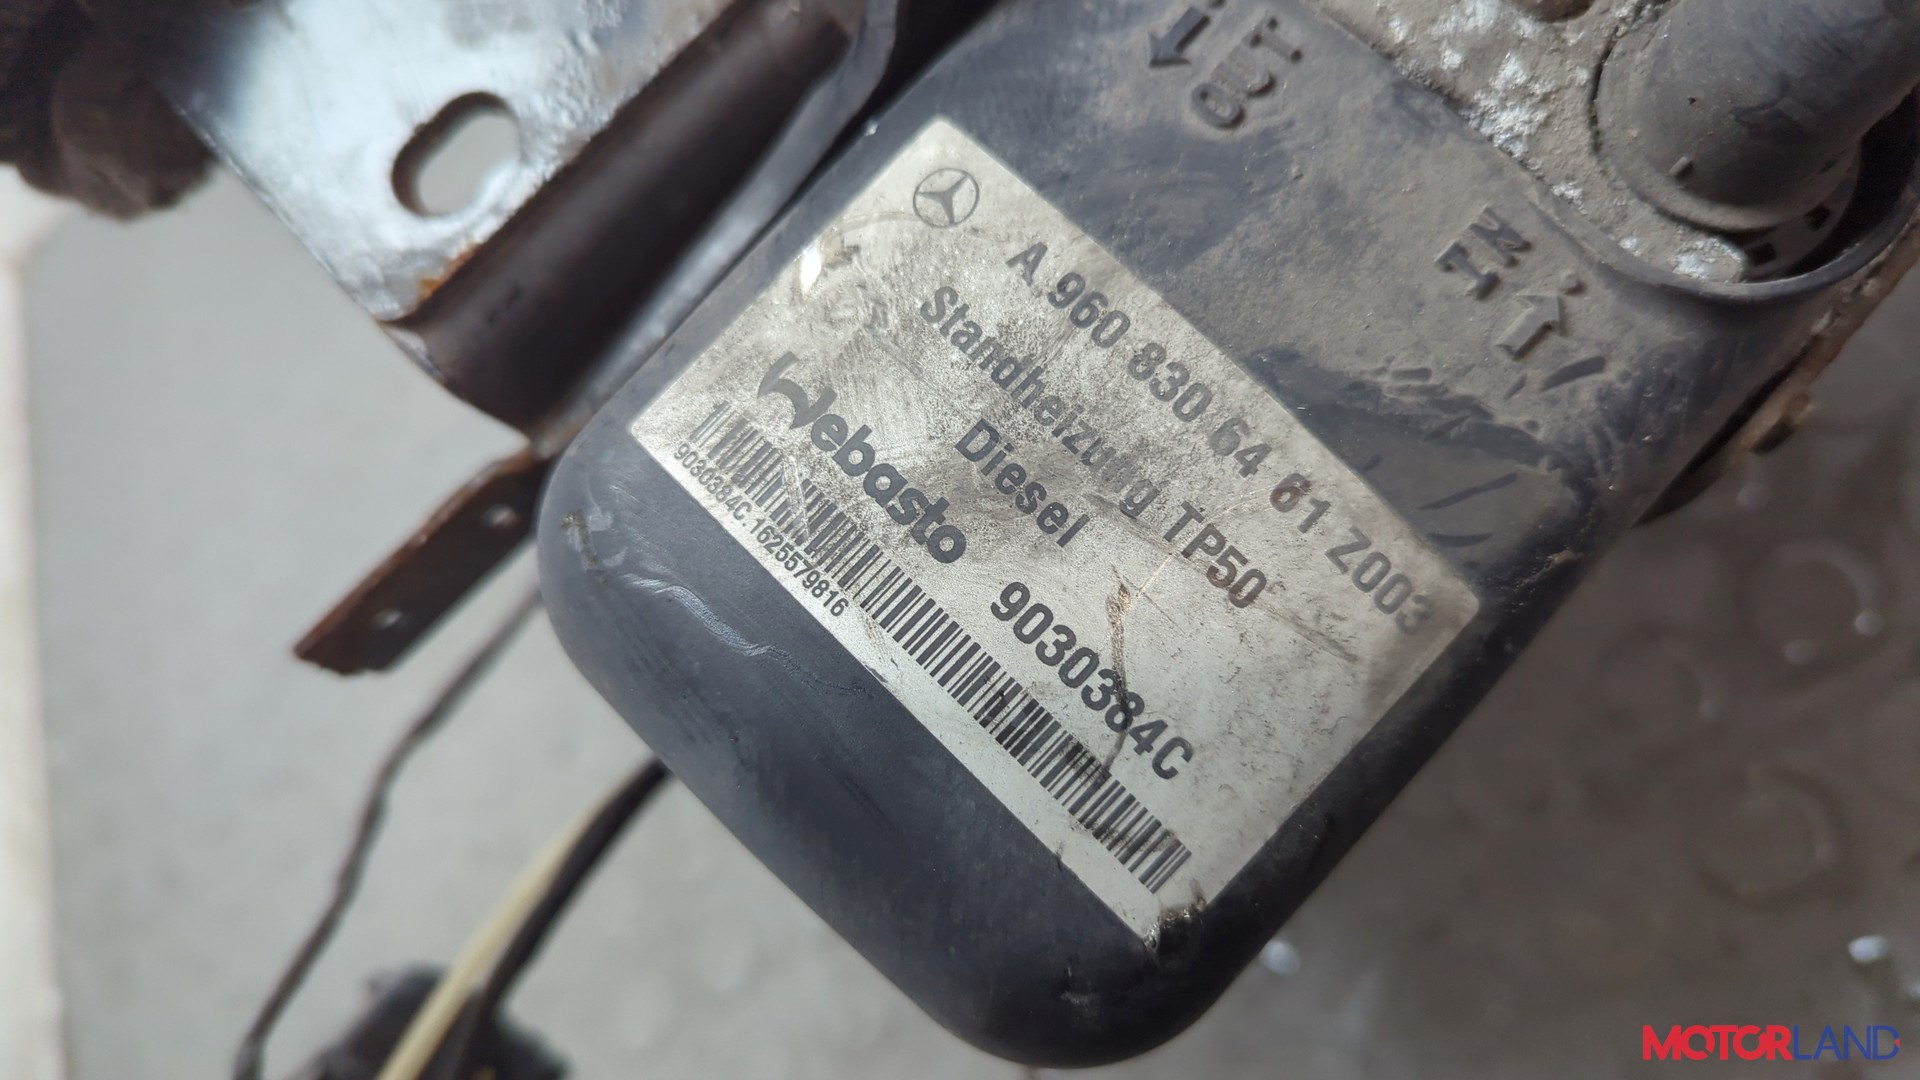 OUT
IN
A 960 830 64 61 Z003
Standheizung TP50
Diesel
Webasto 9030384C
9030384C.1625579816
MOTORLAND